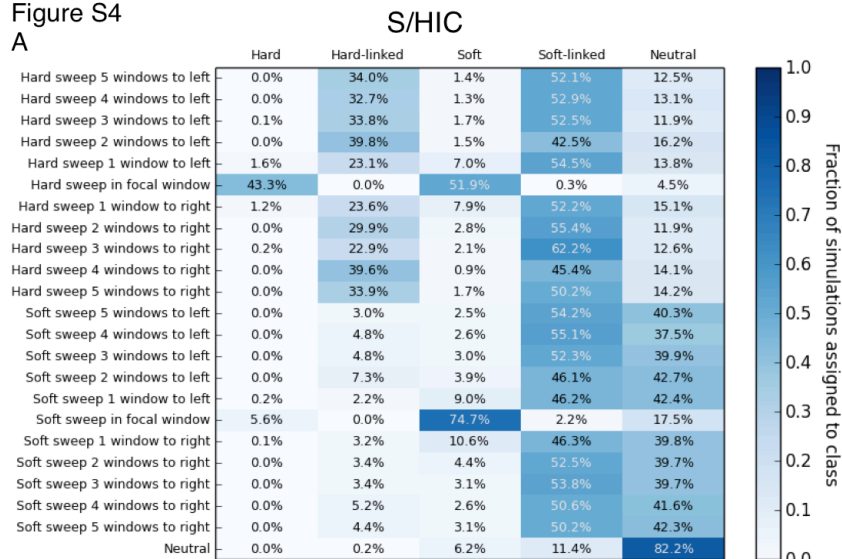 Figure S4
A
S/HIC
Hard Hard-linked Soft Soft-linked Neutral
Hard sweep 5 windows to left 0.0% 34.0% 1.4% 52.1% 12.5%
Hard sweep 4 windows to left 0.0% 32.7% 1.3% 52.9% 13.1%
Hard sweep 3 windows to left 0.1% 33.8% 1.7% 52.5% 11.9%
Hard sweep 2 windows to left 0.0% 39.8% 1.5% 42.5% 16.2%
Hard sweep 1 window to left 1.6% 23.1% 7.0% 54.5% 13.8%
Hard sweep in focal window 43.3% 0.0% 51.9% 0.3% 4.5%
Hard sweep 1 window to right 1.2% 23.6% 7.9% 52.2% 15.1%
Hard sweep 2 windows to right 0.0% 29.9% 2.8% 55.4% 11.9%
Hard sweep 3 windows to right 0.2% 22.9% 2.1% 62.2% 12.6%
Hard sweep 4 windows to right 0.0% 39.6% 0.9% 45.4% 14.1%
Hard sweep 5 windows to right 0.0% 33.9% 1.7% 50.2% 14.2%
Soft sweep 5 windows to left 0.0% 3.0% 2.5% 54.2% 40.3%
Soft sweep 4 windows to left 0.0% 4.8% 2.6% 55.1% 37.5%
Soft sweep 3 windows to left 0.0% 4.8% 3.0% 52.3% 39.9%
Soft sweep 2 windows to left 0.0% 7.3% 3.9% 46.1% 42.7%
Soft sweep 1 window to left 0.2% 2.2% 9.0% 46.2% 42.4%
Soft sweep in focal window 5.6% 0.0% 74.7% 2.2% 17.5%
Soft sweep 1 window to right 0.1% 3.2% 10.6% 46.3% 39.8%
Soft sweep 2 windows to right 0.0% 3.4% 4.4% 52.5% 39.7%
Soft sweep 3 windows to right 0.0% 3.4% 3.1% 53.8% 39.7%
Soft sweep 4 windows to right 0.0% 5.2% 2.6% 50.6% 41.6%
Soft sweep 5 windows to right 0.0% 4.4% 3.1% 50.2% 42.3%
Neutral 0.0% 0.2% 6.2% 11.4% 82.2%
1.0
0.9
0.8
0.7
0.6
0.5
0.4
0.3
0.2
0.1
0.0
Fraction of simulations assigned to class